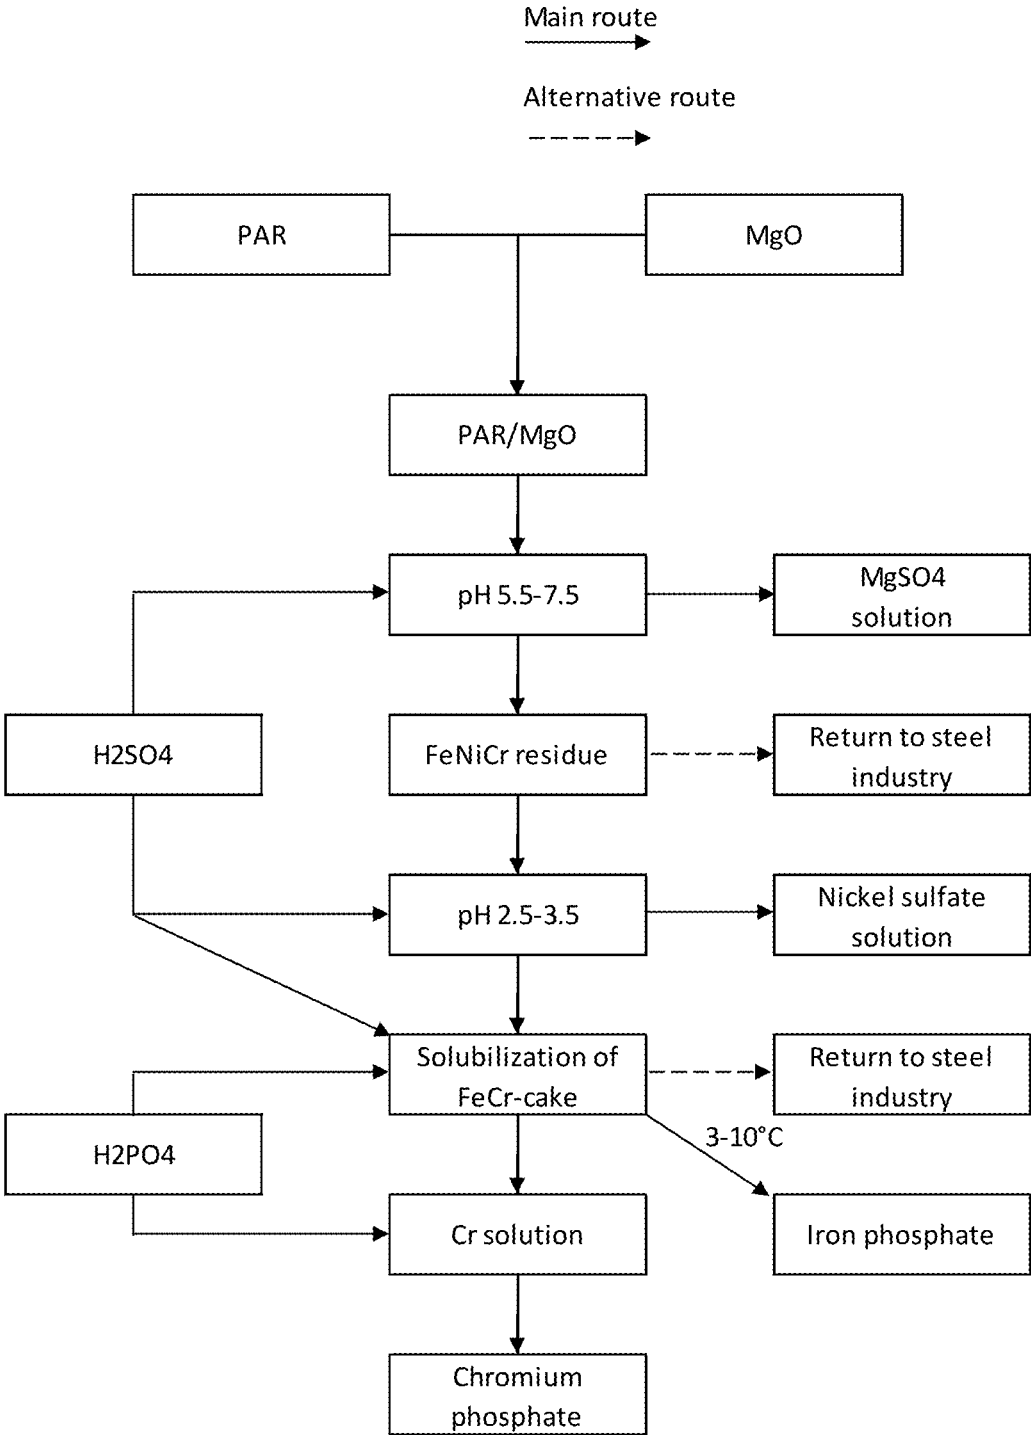 Main route
Alternative route
PAR
MgO
PAR/MgO
pH 5.5-7.5
MgSO4
solution
H2SO4
FeNiCr residue
Return to steel
industry
pH 2.5-3.5
Nickel sulfate
solution
Solubilization of
FeCr-cake
Return to steel
industry
3-10°C
H2PO4
Cr solution
Iron phosphate
Chromium
phosphate